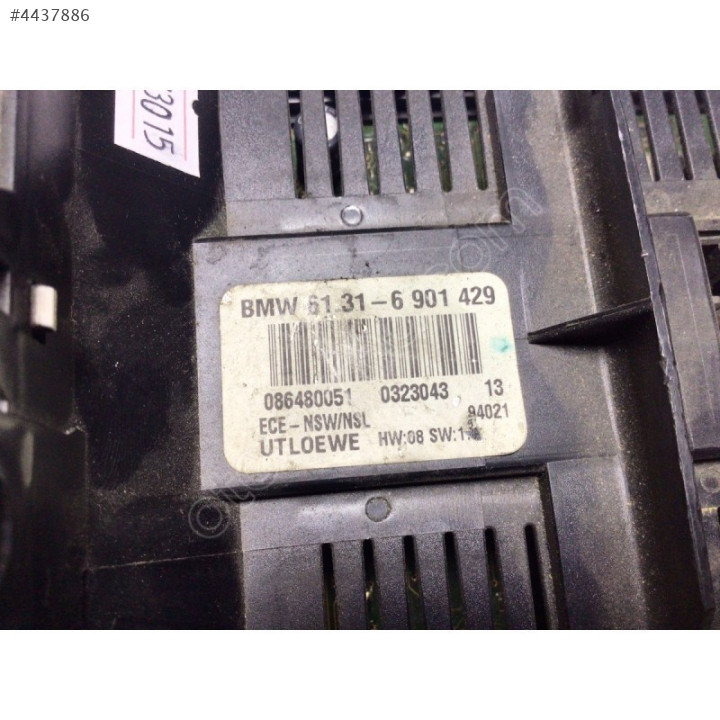 #4437886
3015
BMW 61.31-6 901 429
086480051 0323043 13
ECE-NSW/NSL 94021
UTLOEWE HW:08 SW: